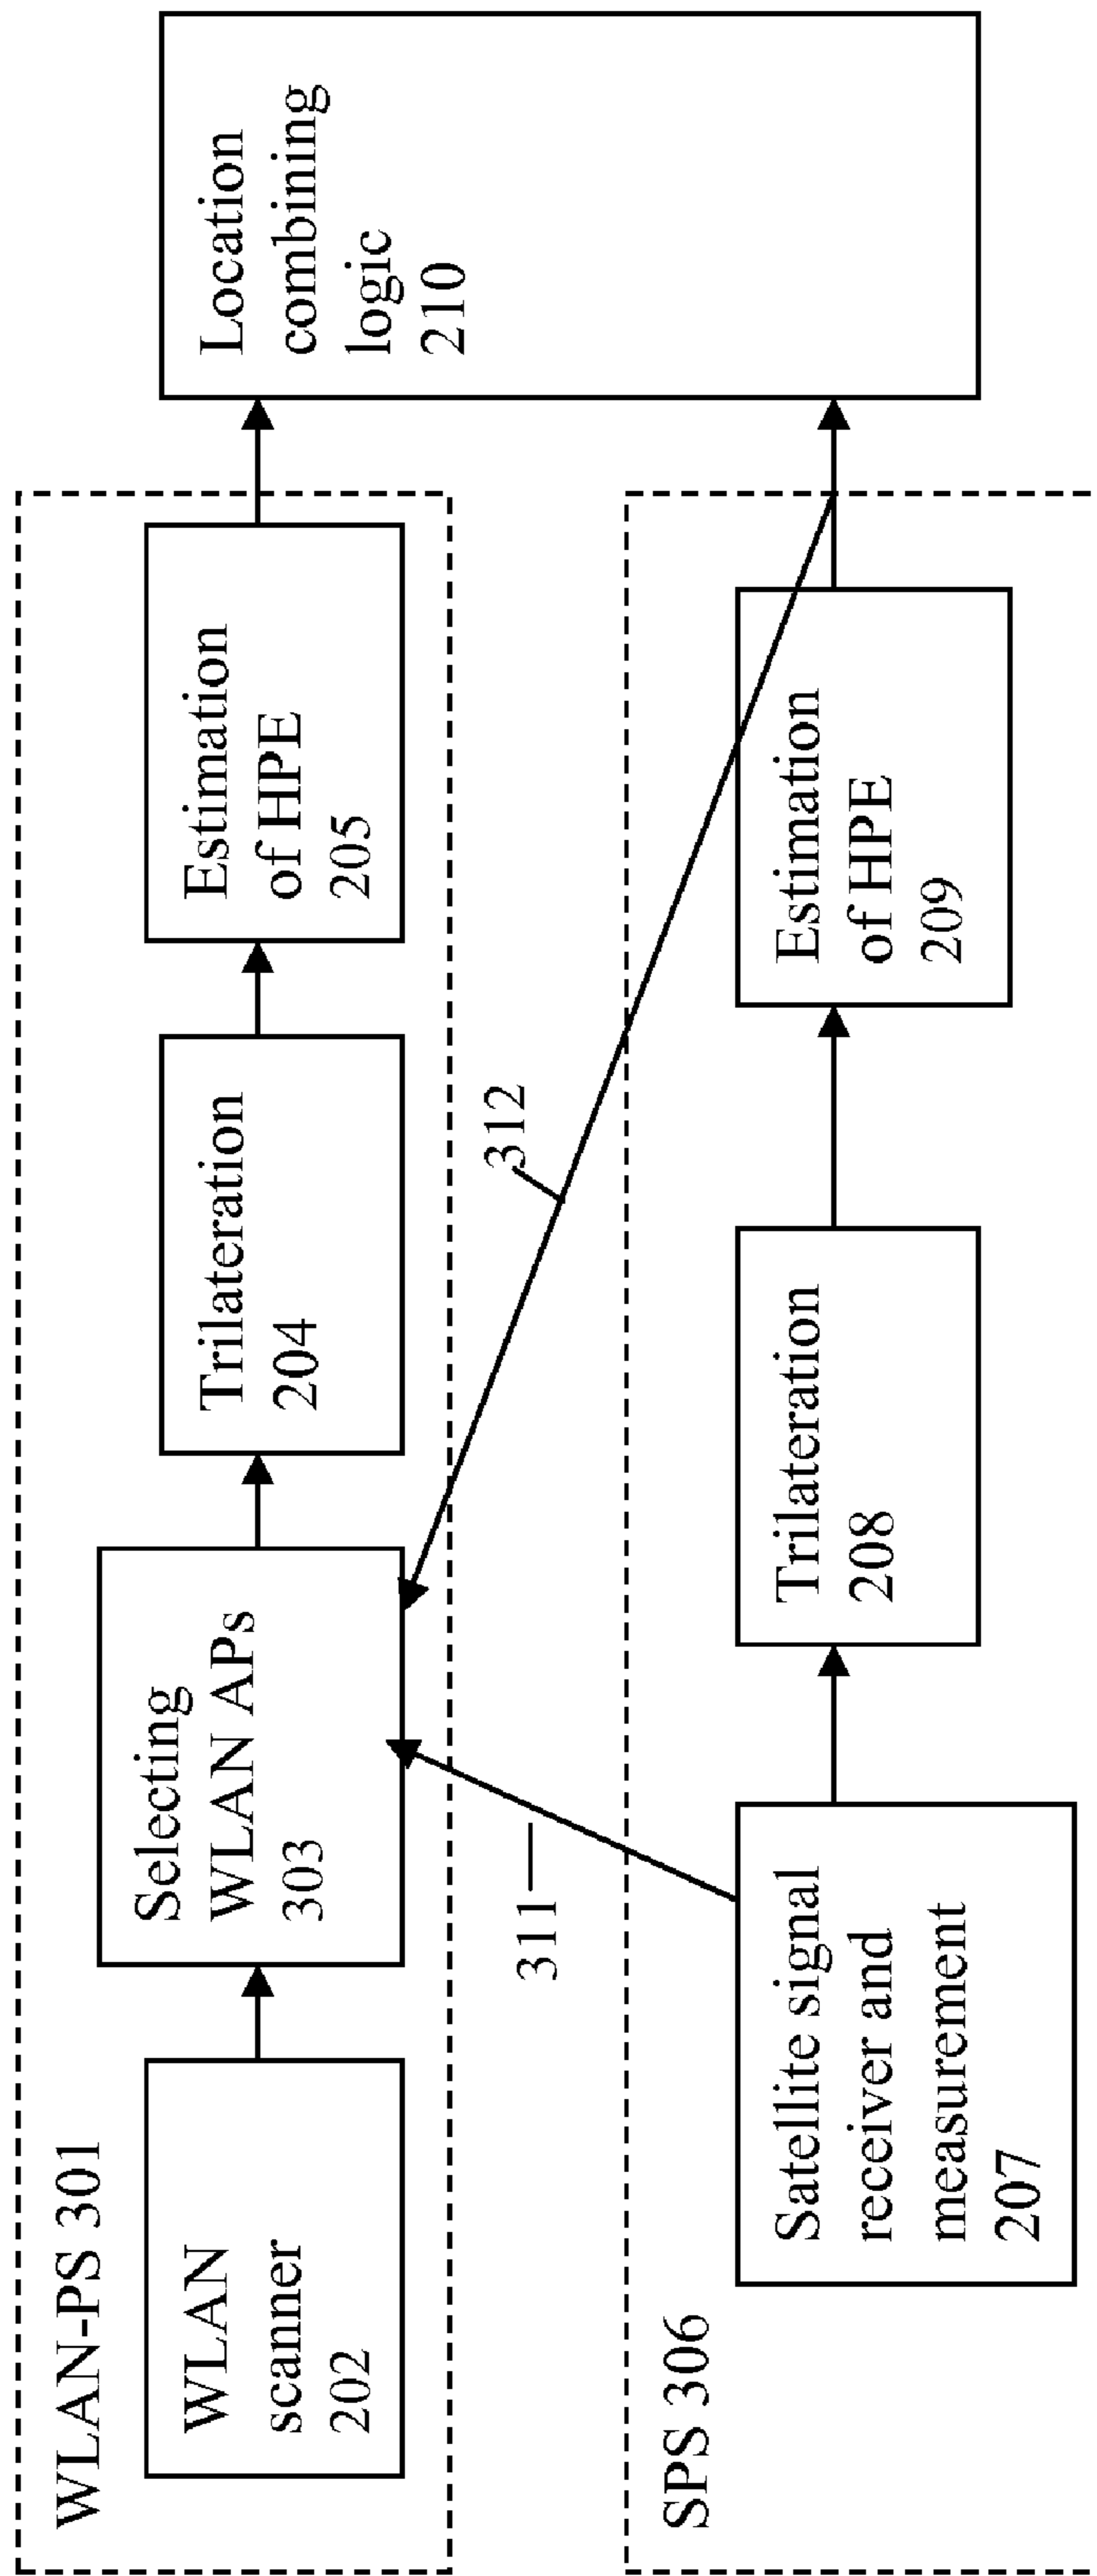 WLAN-PS 301
WLAN
scanner
202
Selecting
WLAN APs
303
Trilateration
204
Estimation
of HPE
205
Location
combining
logic
210
311
312
SPS 306
Satellite signal
receiver and
measurement
207
Trilateration
208
Estimation
of HPE
209